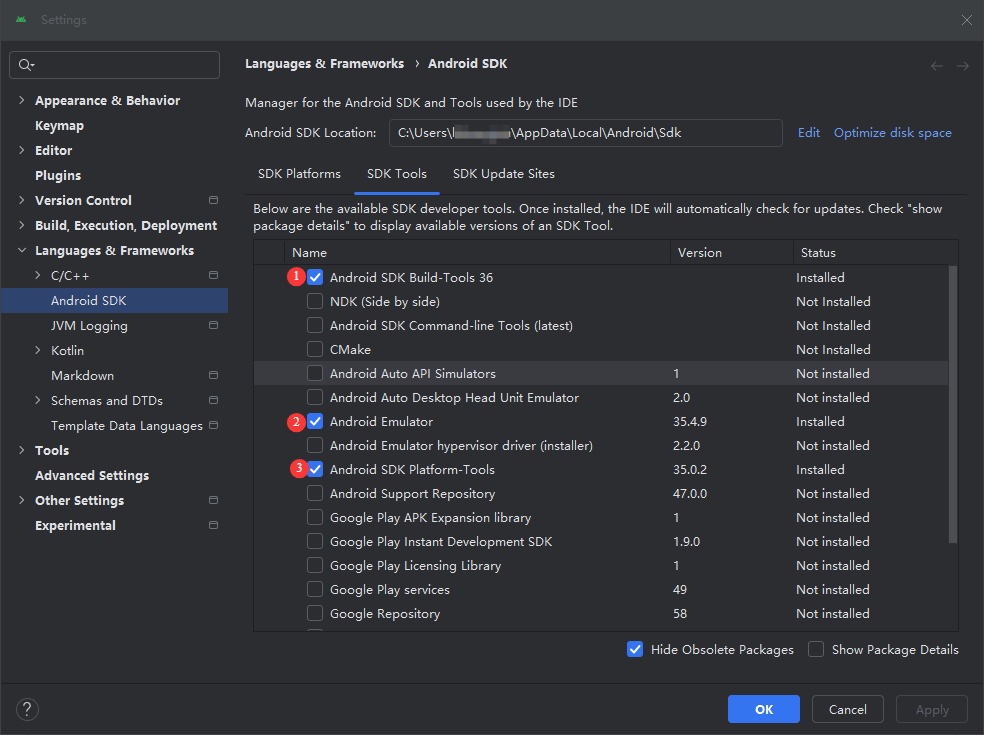 Settings
Languages & Frameworks › Android SDK
Appearance & Behavior
Keymap
Editor
Plugins
Version Control
Build, Execution, Deployment
Languages & Frameworks
C/C++
Android SDK
JVM Logging
Kotlin
Markdown
Schemas and DTDs
Template Data Languages
Tools
Advanced Settings
Other Settings
Experimental
Manager for the Android SDK and Tools used by the IDE
Android SDK Location: C:\Users\ \AppData\Local\Android\Sdk Edit Optimize disk space
SDK Platforms SDK Tools SDK Update Sites
Below are the available SDK developer tools. Once installed, the IDE will automatically check for updates. Check "show
package details" to display available versions of an SDK Tool.
Name Version Status
1 Android SDK Build-Tools 36 Installed
NDK (Side by side) Not Installed
Android SDK Command-line Tools (latest) Not Installed
CMake Not Installed
Android Auto API Simulators 1 Not installed
Android Auto Desktop Head Unit Emulator 2.0 Not installed
2 Android Emulator 35.4.9 Installed
Android Emulator hypervisor driver (installer) 2.2.0 Not installed
3 Android SDK Platform-Tools 35.0.2 Installed
Android Support Repository 47.0.0 Not installed
Google Play APK Expansion library 1 Not installed
Google Play Instant Development SDK 1.9.0 Not installed
Google Play Licensing Library 1 Not installed
Google Play services 49 Not installed
Google Repository 58 Not installed
Hide Obsolete Packages Show Package Details
? OK Cancel Apply